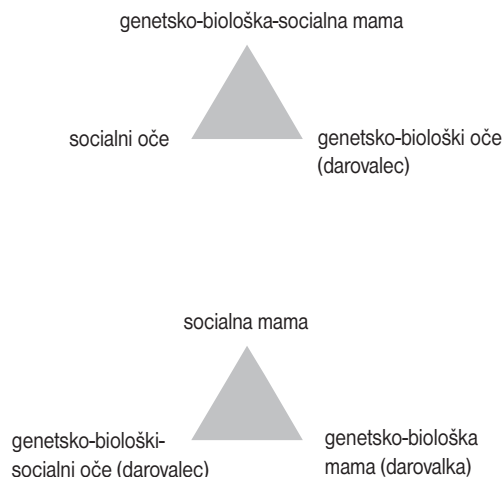 genetsko-biološka-socialna mama
socialni oče
genetsko-biološki oče
(darovalec)
socialna mama
genetsko-biološki-
socialni oče (darovalec)
genetsko-biološka
mama (darovalka)